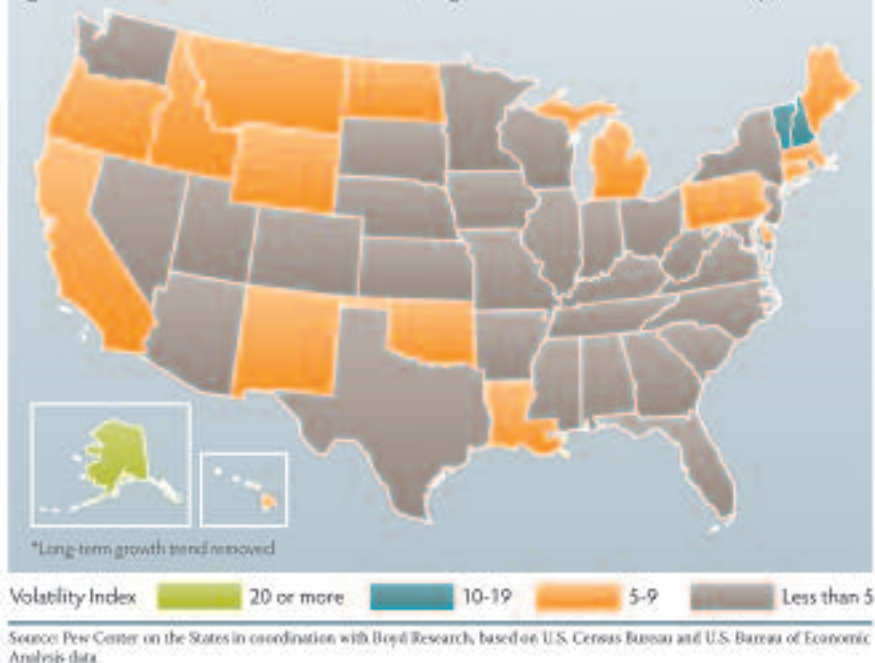 *Long-term growth trend removed
Volatility Index 20 or more 10-19 5-9 Less than 5
Source: Pew Center on the States in coordination with Boyd Research, based on U.S. Census Bureau and U.S. Bureau of Economic
Analysis data